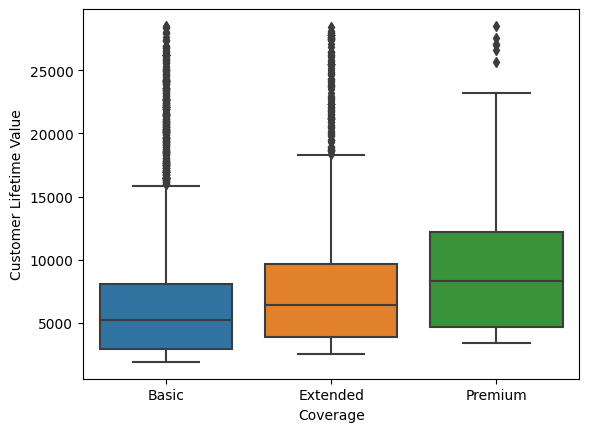 25000
20000
15000
10000
5000
Customer Lifetime Value
Basic
Extended
Premium
Coverage